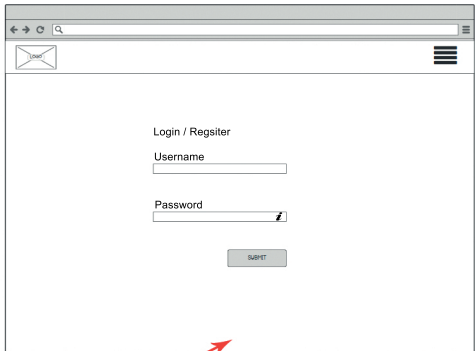 LOGO
Login / Regsiter
Username
Password
i
SUBMIT